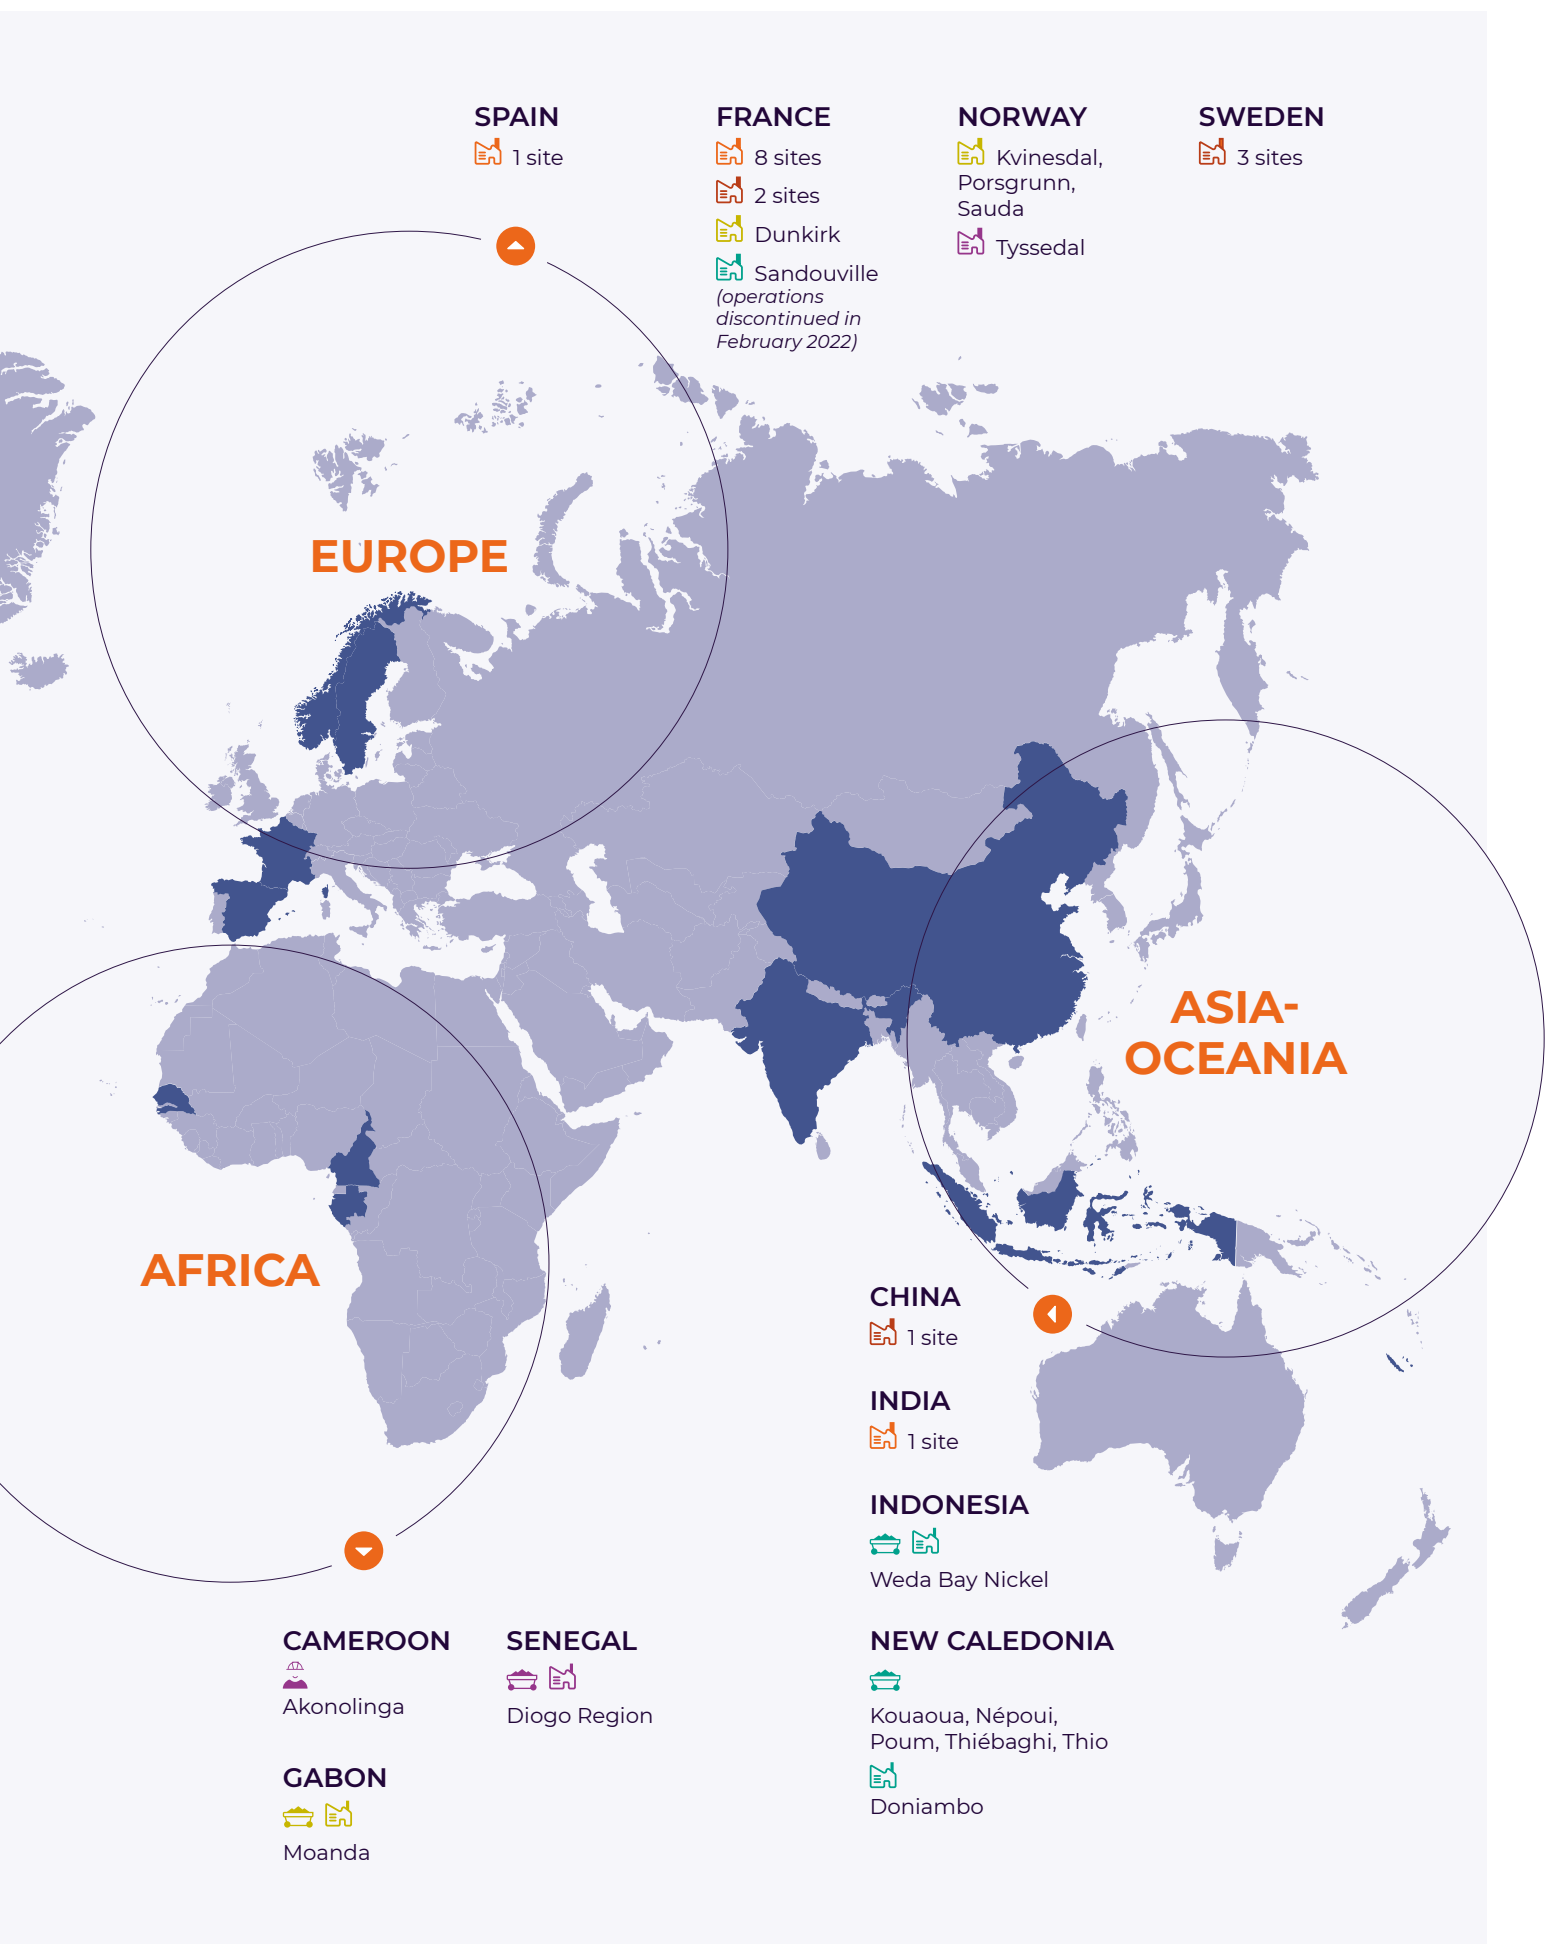 SPAIN
1 site
FRANCE
8 sites
2 sites
Dunkirk
Sandouville
(operations
discontinued in
February 2022)
NORWAY
Kvinesdal,
Porsgrunn,
Sauda
Tyssedal
SWEDEN
3 sites
EUROPE
ASIA-
OCEANIA
AFRICA
CHINA
1 site
INDIA
1 site
INDONESIA
Weda Bay Nickel
CAMEROON
Akonolinga
SENEGAL
Diogo Region
GABON
Moanda
NEW CALEDONIA
Kouaoua, Népoui,
Poum, Thiébaghi, Thio
Doniambo